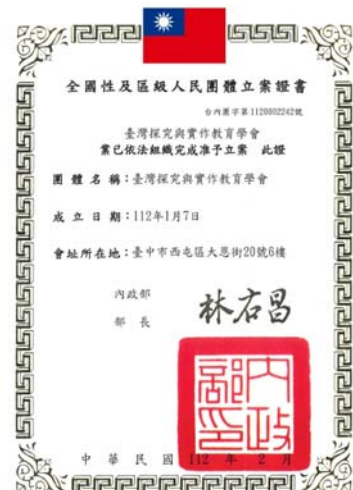 全國性及區級人民團體立案證書
台內團字第1120002242號
臺灣探究與實作教育學會
業已依法組織完成准予立案　此證
團體名稱：臺灣探究與實作教育學會
成立日期：112年1月7日
會址所在地：臺中市西屯區大恩街20號6樓
內政部
部長
林右昌
內政部印
中華民國112年2月